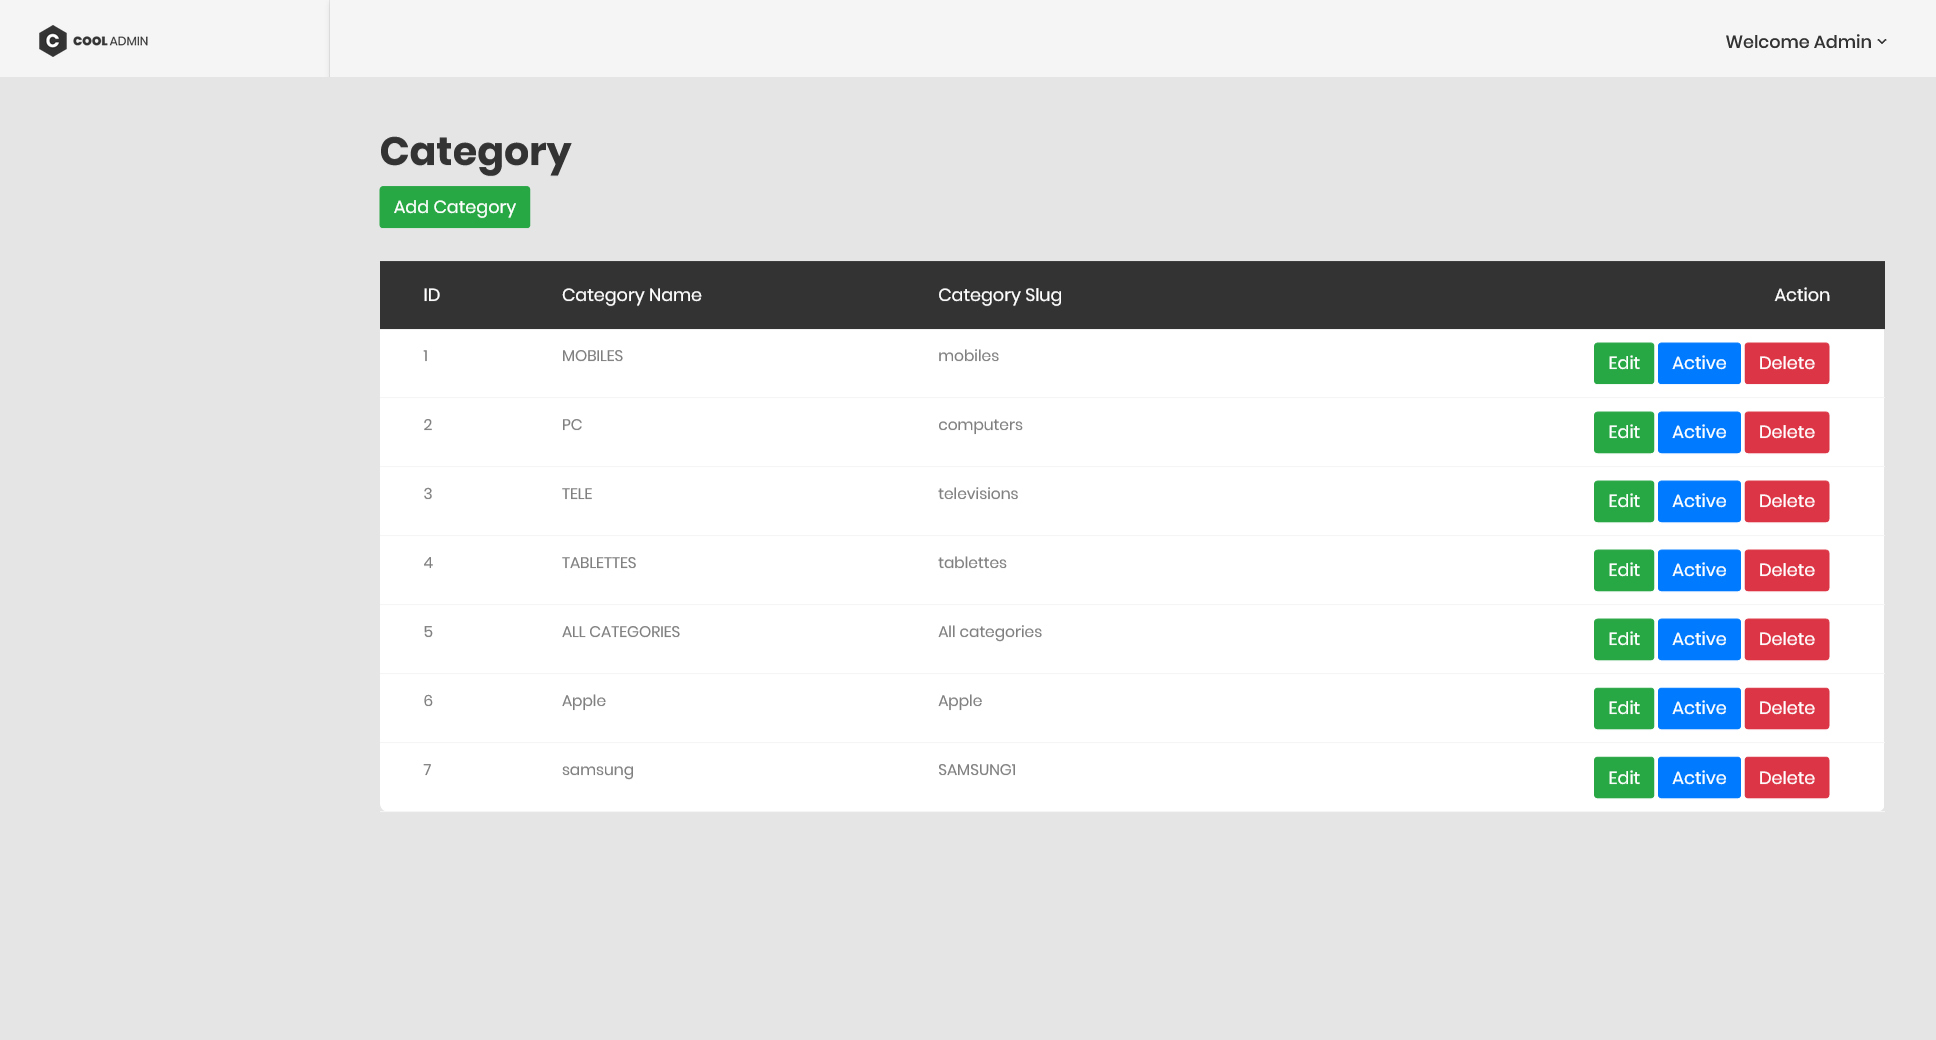 C COOL ADMIN
Welcome Admin
Category
Add Category
ID Category Name Category Slug Action
1 MOBILES mobiles Edit Active Delete
2 PC computers Edit Active Delete
3 TELE televisions Edit Active Delete
4 TABLETTES tablettes Edit Active Delete
5 ALL CATEGORIES All categories Edit Active Delete
6 Apple Apple Edit Active Delete
7 samsung SAMSUNG1 Edit Active Delete